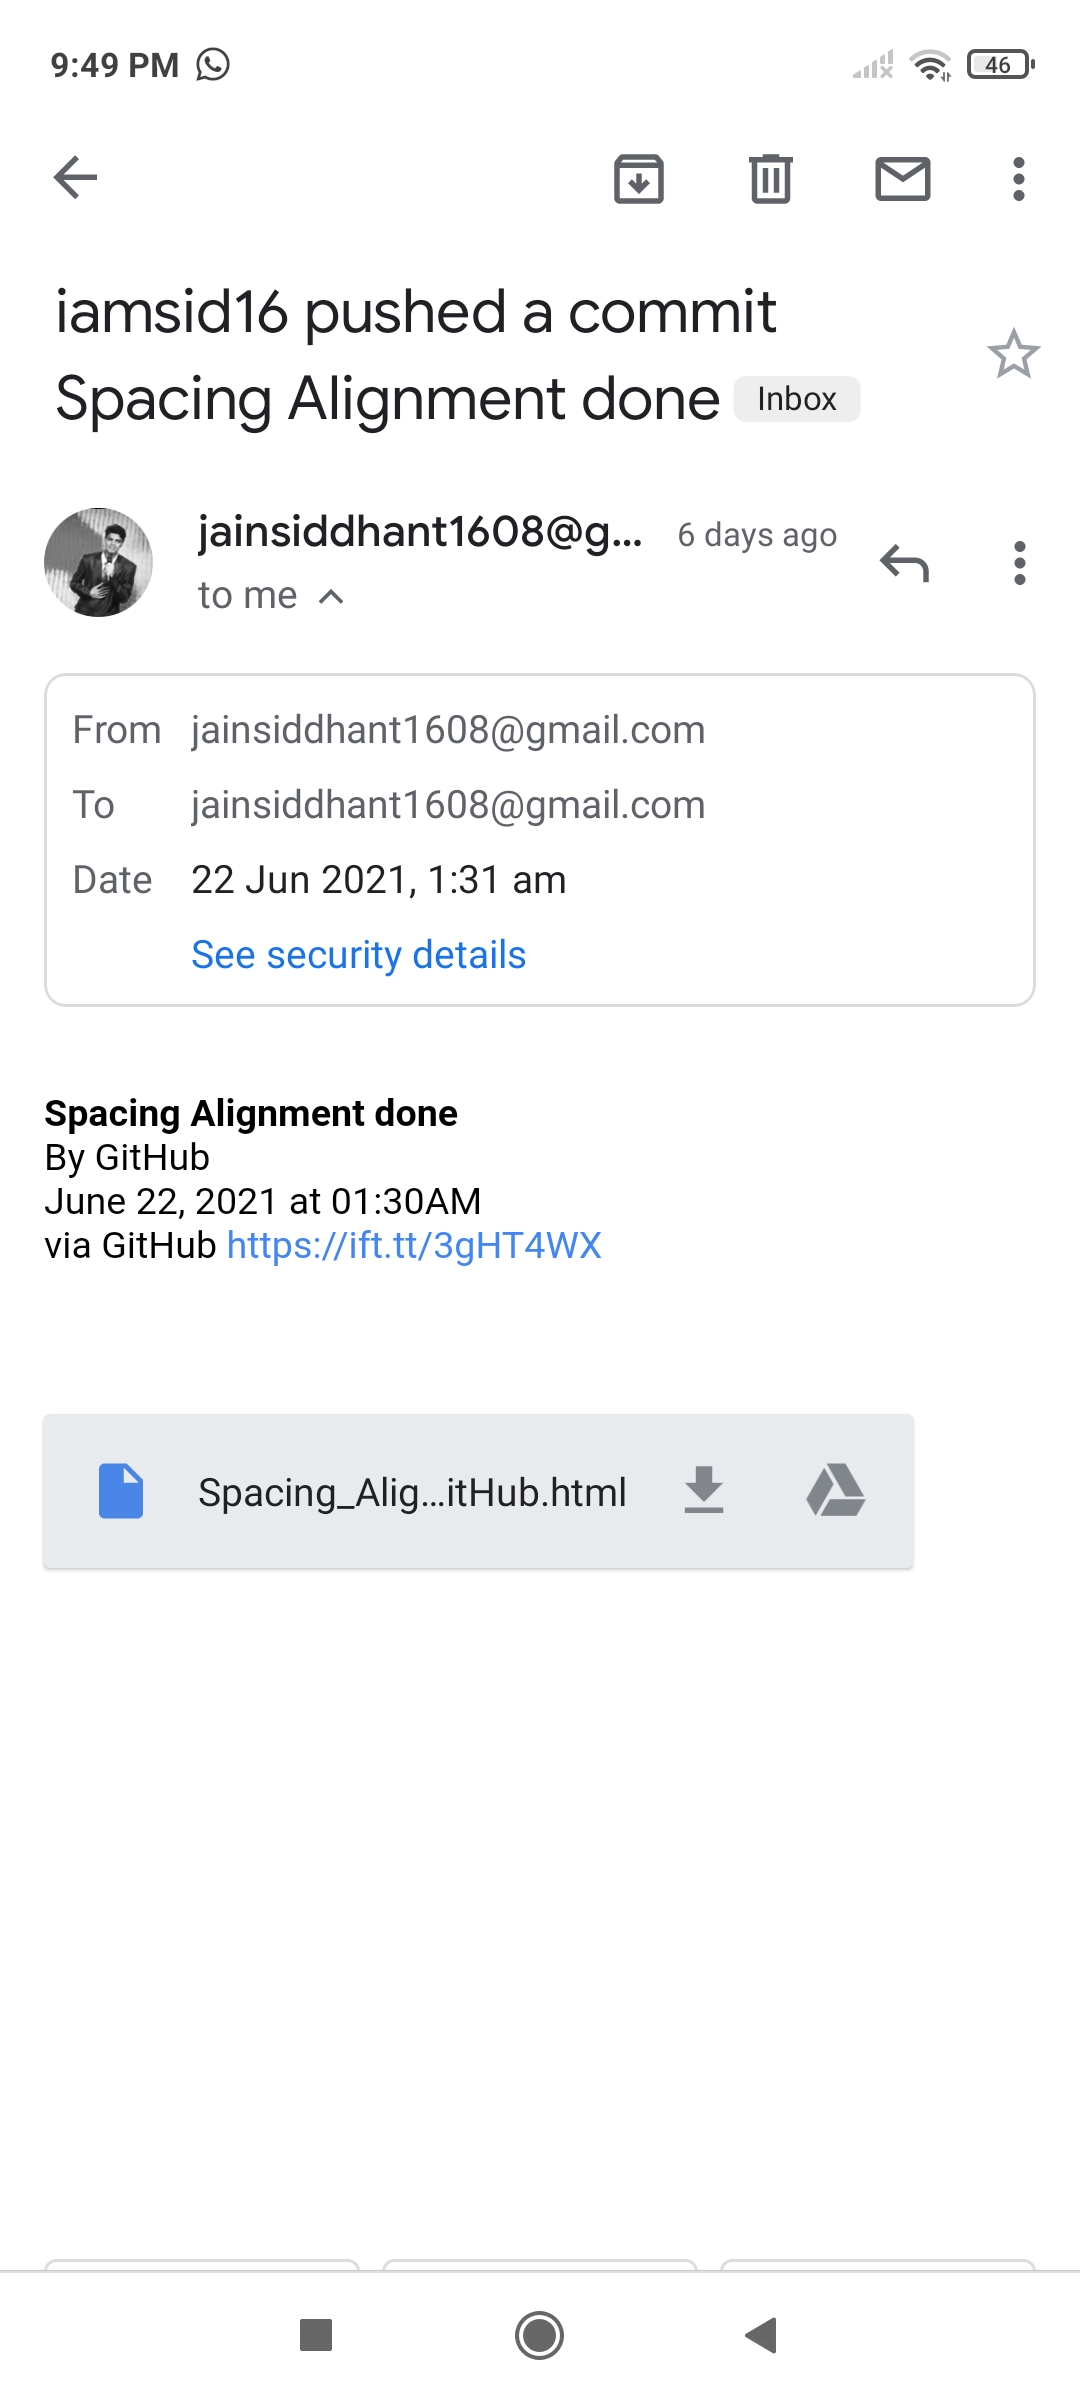 9:49 PM
46
iamsid16 pushed a commit
Spacing Alignment done Inbox
jainsiddhant1608@g... 6 days ago
to me
From jainsiddhant1608@gmail.com
To jainsiddhant1608@gmail.com
Date 22 Jun 2021, 1:31 am
See security details
Spacing Alignment done
By GitHub
June 22, 2021 at 01:30AM
via GitHub https://ift.tt/3gHT4WX
Spacing_Alig...itHub.html